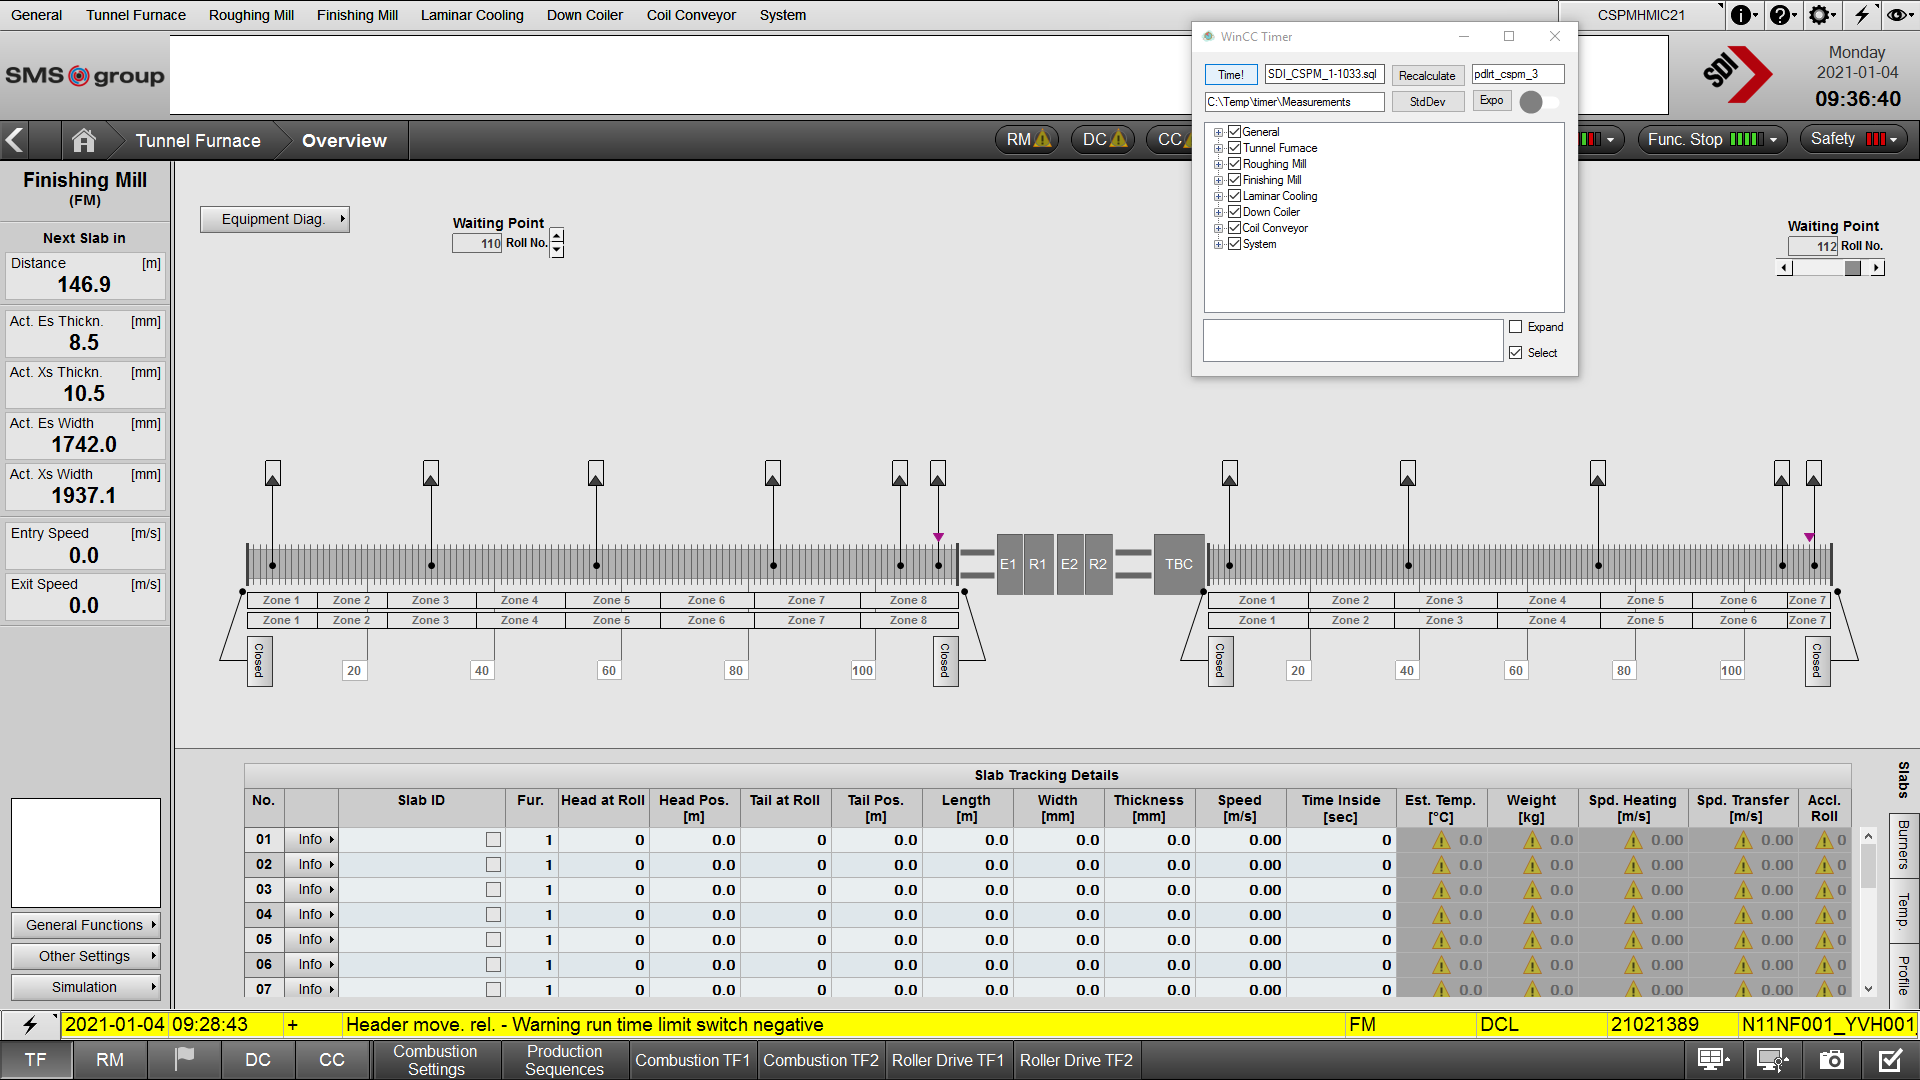 General Tunnel Furnace Roughing Mill Finishing Mill Laminar Cooling Down Coiler Coil Conveyor System CSPMHMIC21
SMS group
SDI
Monday
2021-01-04
09:36:40
WinCC Timer
Time! SDI_CSPM_1-1033.sql Recalculate pdlrt_cspm_3
C:\Temp\timer\Measurements StdDev Expo
General
Tunnel Furnace
Roughing Mill
Finishing Mill
Laminar Cooling
Down Coiler
Coil Conveyor
System
Expand
Select
Tunnel Furnace Overview RM DC CC Func. Stop Safety
Finishing Mill
(FM)
Next Slab in
Distance [m]
146.9
Act. Es Thickn. [mm]
8.5
Act. Xs Thickn. [mm]
10.5
Act. Es Width [mm]
1742.0
Act. Xs Width [mm]
1937.1
Entry Speed [m/s]
0.0
Exit Speed [m/s]
0.0
General Functions
Other Settings
Simulation
Equipment Diag.
Waiting Point
110 Roll No.
Waiting Point
112 Roll No.
E1 R1 E2 R2 TBC
Zone 1 Zone 2 Zone 3 Zone 4 Zone 5 Zone 6 Zone 7 Zone 8 Zone 1 Zone 2 Zone 3 Zone 4 Zone 5 Zone 6 Zone 7
Zone 1 Zone 2 Zone 3 Zone 4 Zone 5 Zone 6 Zone 7 Zone 8 Zone 1 Zone 2 Zone 3 Zone 4 Zone 5 Zone 6 Zone 7
Closed 20 40 60 80 100 Closed Closed 20 40 60 80 100 Closed
Slab Tracking Details
No. Slab ID Fur. Head at Roll Head Pos. Tail at Roll Tail Pos. Length Width Thickness Speed Time Inside Est. Temp. Weight Spd. Heating Spd. Transfer Accl.
[m] [m] [m] [mm] [mm] [m/s] [sec] [°C] [kg] [m/s] [m/s] Roll
01 Info 1 0 0.0 0 0.0 0.0 0.0 0.0 0.00 0 0.0 0.0 0.00 0.00 0
02 Info 1 0 0.0 0 0.0 0.0 0.0 0.0 0.00 0 0.0 0.0 0.00 0.00 0
03 Info 1 0 0.0 0 0.0 0.0 0.0 0.0 0.00 0 0.0 0.0 0.00 0.00 0
04 Info 1 0 0.0 0 0.0 0.0 0.0 0.0 0.00 0 0.0 0.0 0.00 0.00 0
05 Info 1 0 0.0 0 0.0 0.0 0.0 0.0 0.00 0 0.0 0.0 0.00 0.00 0
06 Info 1 0 0.0 0 0.0 0.0 0.0 0.0 0.00 0 0.0 0.0 0.00 0.00 0
07 Info 1 0 0.0 0 0.0 0.0 0.0 0.0 0.00 0 0.0 0.0 0.00 0.00 0
Slabs
Burners
Temp.
Profile
2021-01-04 09:28:43 + Header move. rel. - Warning run time limit switch negative FM DCL 21021389 N11NF001_YVH001
TF RM DC CC Combustion Settings Production Sequences Combustion TF1 Combustion TF2 Roller Drive TF1 Roller Drive TF2